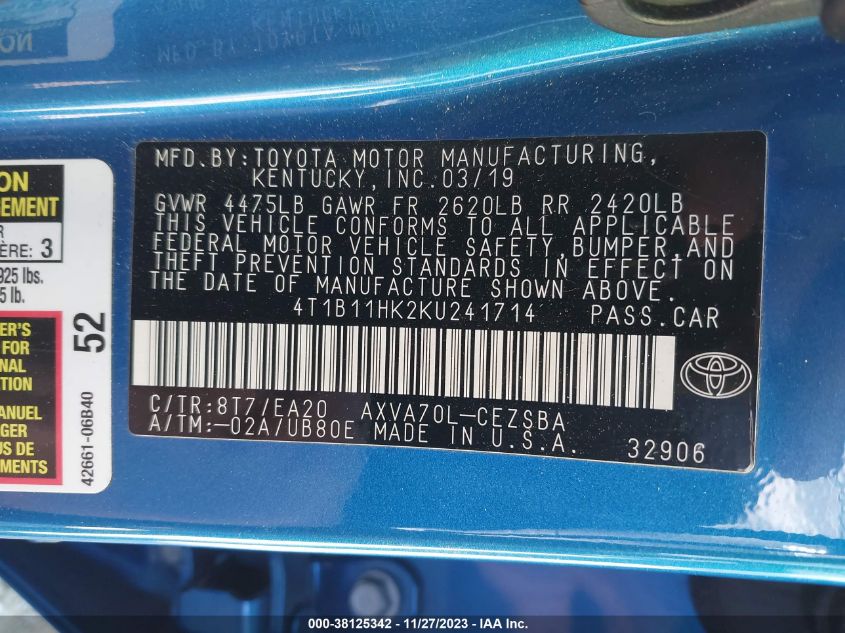 MFD.BY:TOYOTA MOTOR MANUFACTURING,
KENTUCKY,INC.03/19
GVWR 4475LB GAWR FR 2620LB RR 2420LB
THIS VEHICLE CONFORMS TO ALL APPLICABLE
FEDERAL MOTOR VEHICLE SAFETY,BUMPER,AND
THEFT PREVENTION STANDARDS IN EFFECT ON
THE DATE OF MANUFACTURE SHOWN ABOVE.
4T1B11HK2KU241714 PASS.CAR
C/TR:8T7/EA20 AXVA70L-CEZSBA
A/TM:-02A/UB80E MADE IN U.S.A.
32906
ON
GEMENT
R
ÈRE: 3
925 lbs.
5 lb.
52
ER'S
FOR
NAL
ON
ANUEL
GER
US DE
MENTS
42661-06B40
000-38125342 - 11/27/2023 - IAA Inc.